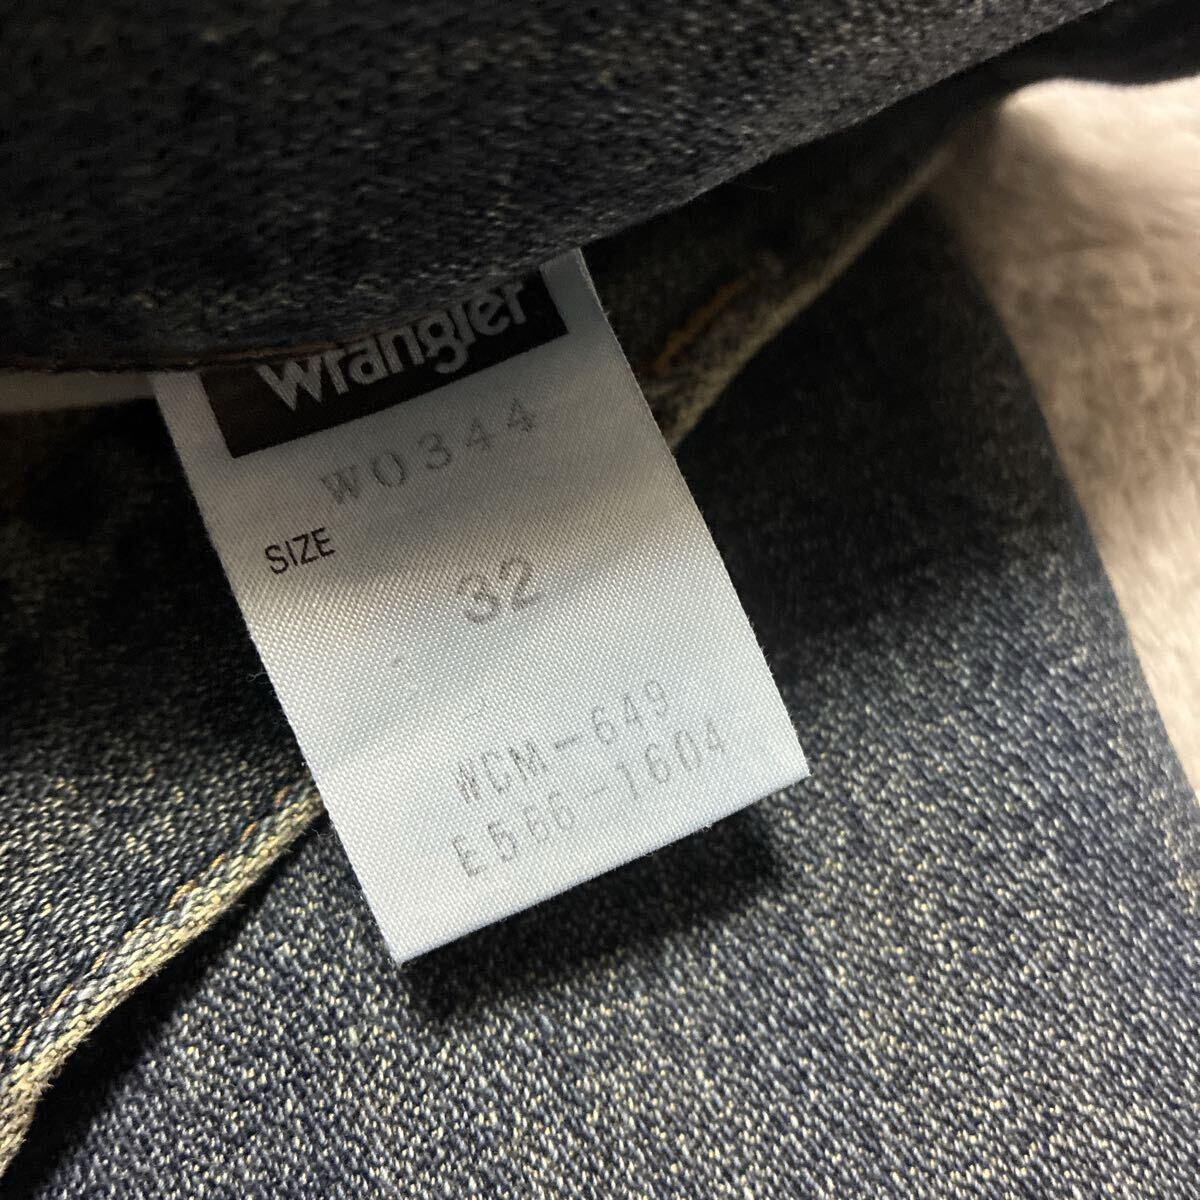 Wrangler
W0344
SIZE
32
WCM-649
E566-1604